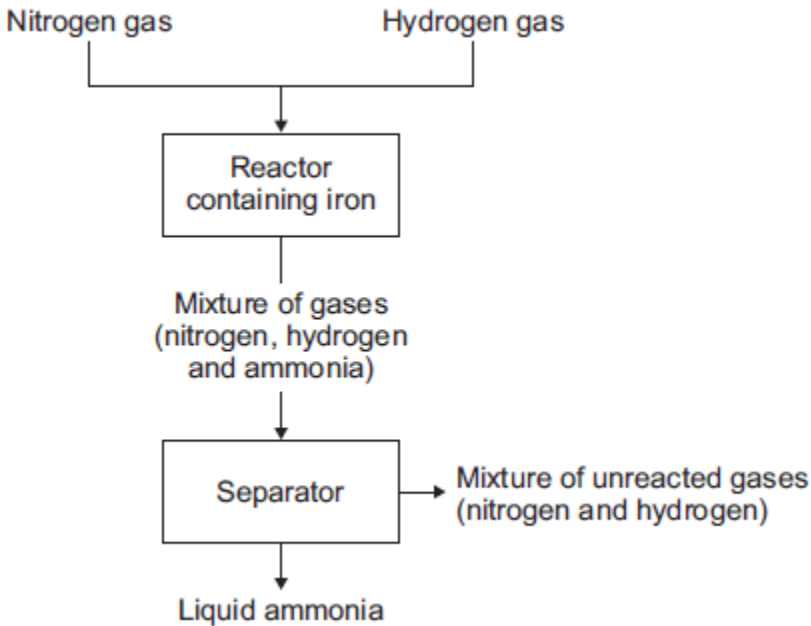 Nitrogen gas
Hydrogen gas
Reactor
containing iron
Mixture of gases
(nitrogen, hydrogen
and ammonia)
Separator
Mixture of unreacted gases
(nitrogen and hydrogen)
Liquid ammonia